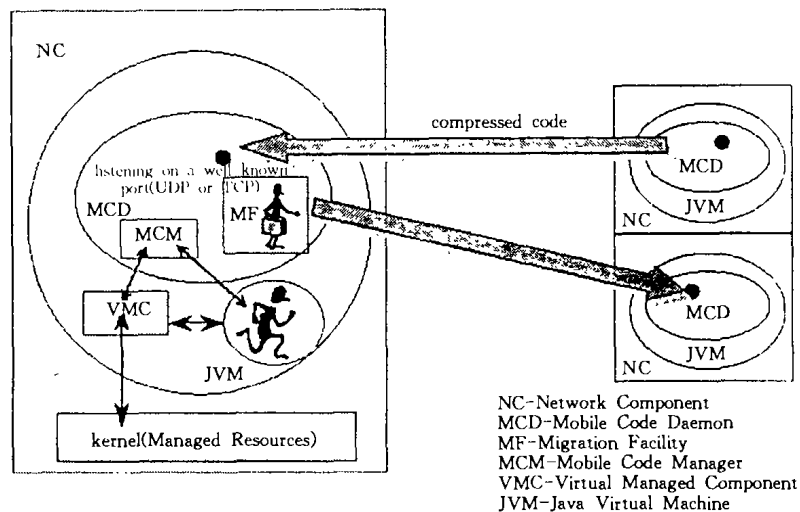 NC
compressed code
listening on a well known
port(UDP or TCP)
MCD
MF
MCM
VMC
JVM
kernel(Managed Resources)
MCD
JVM
NC
MCD
JVM
NC
NC-Network Component
MCD-Mobile Code Daemon
MF-Migration Facility
MCM-Mobile Code Manager
VMC-Virtual Managed Component
JVM-Java Virtual Machine